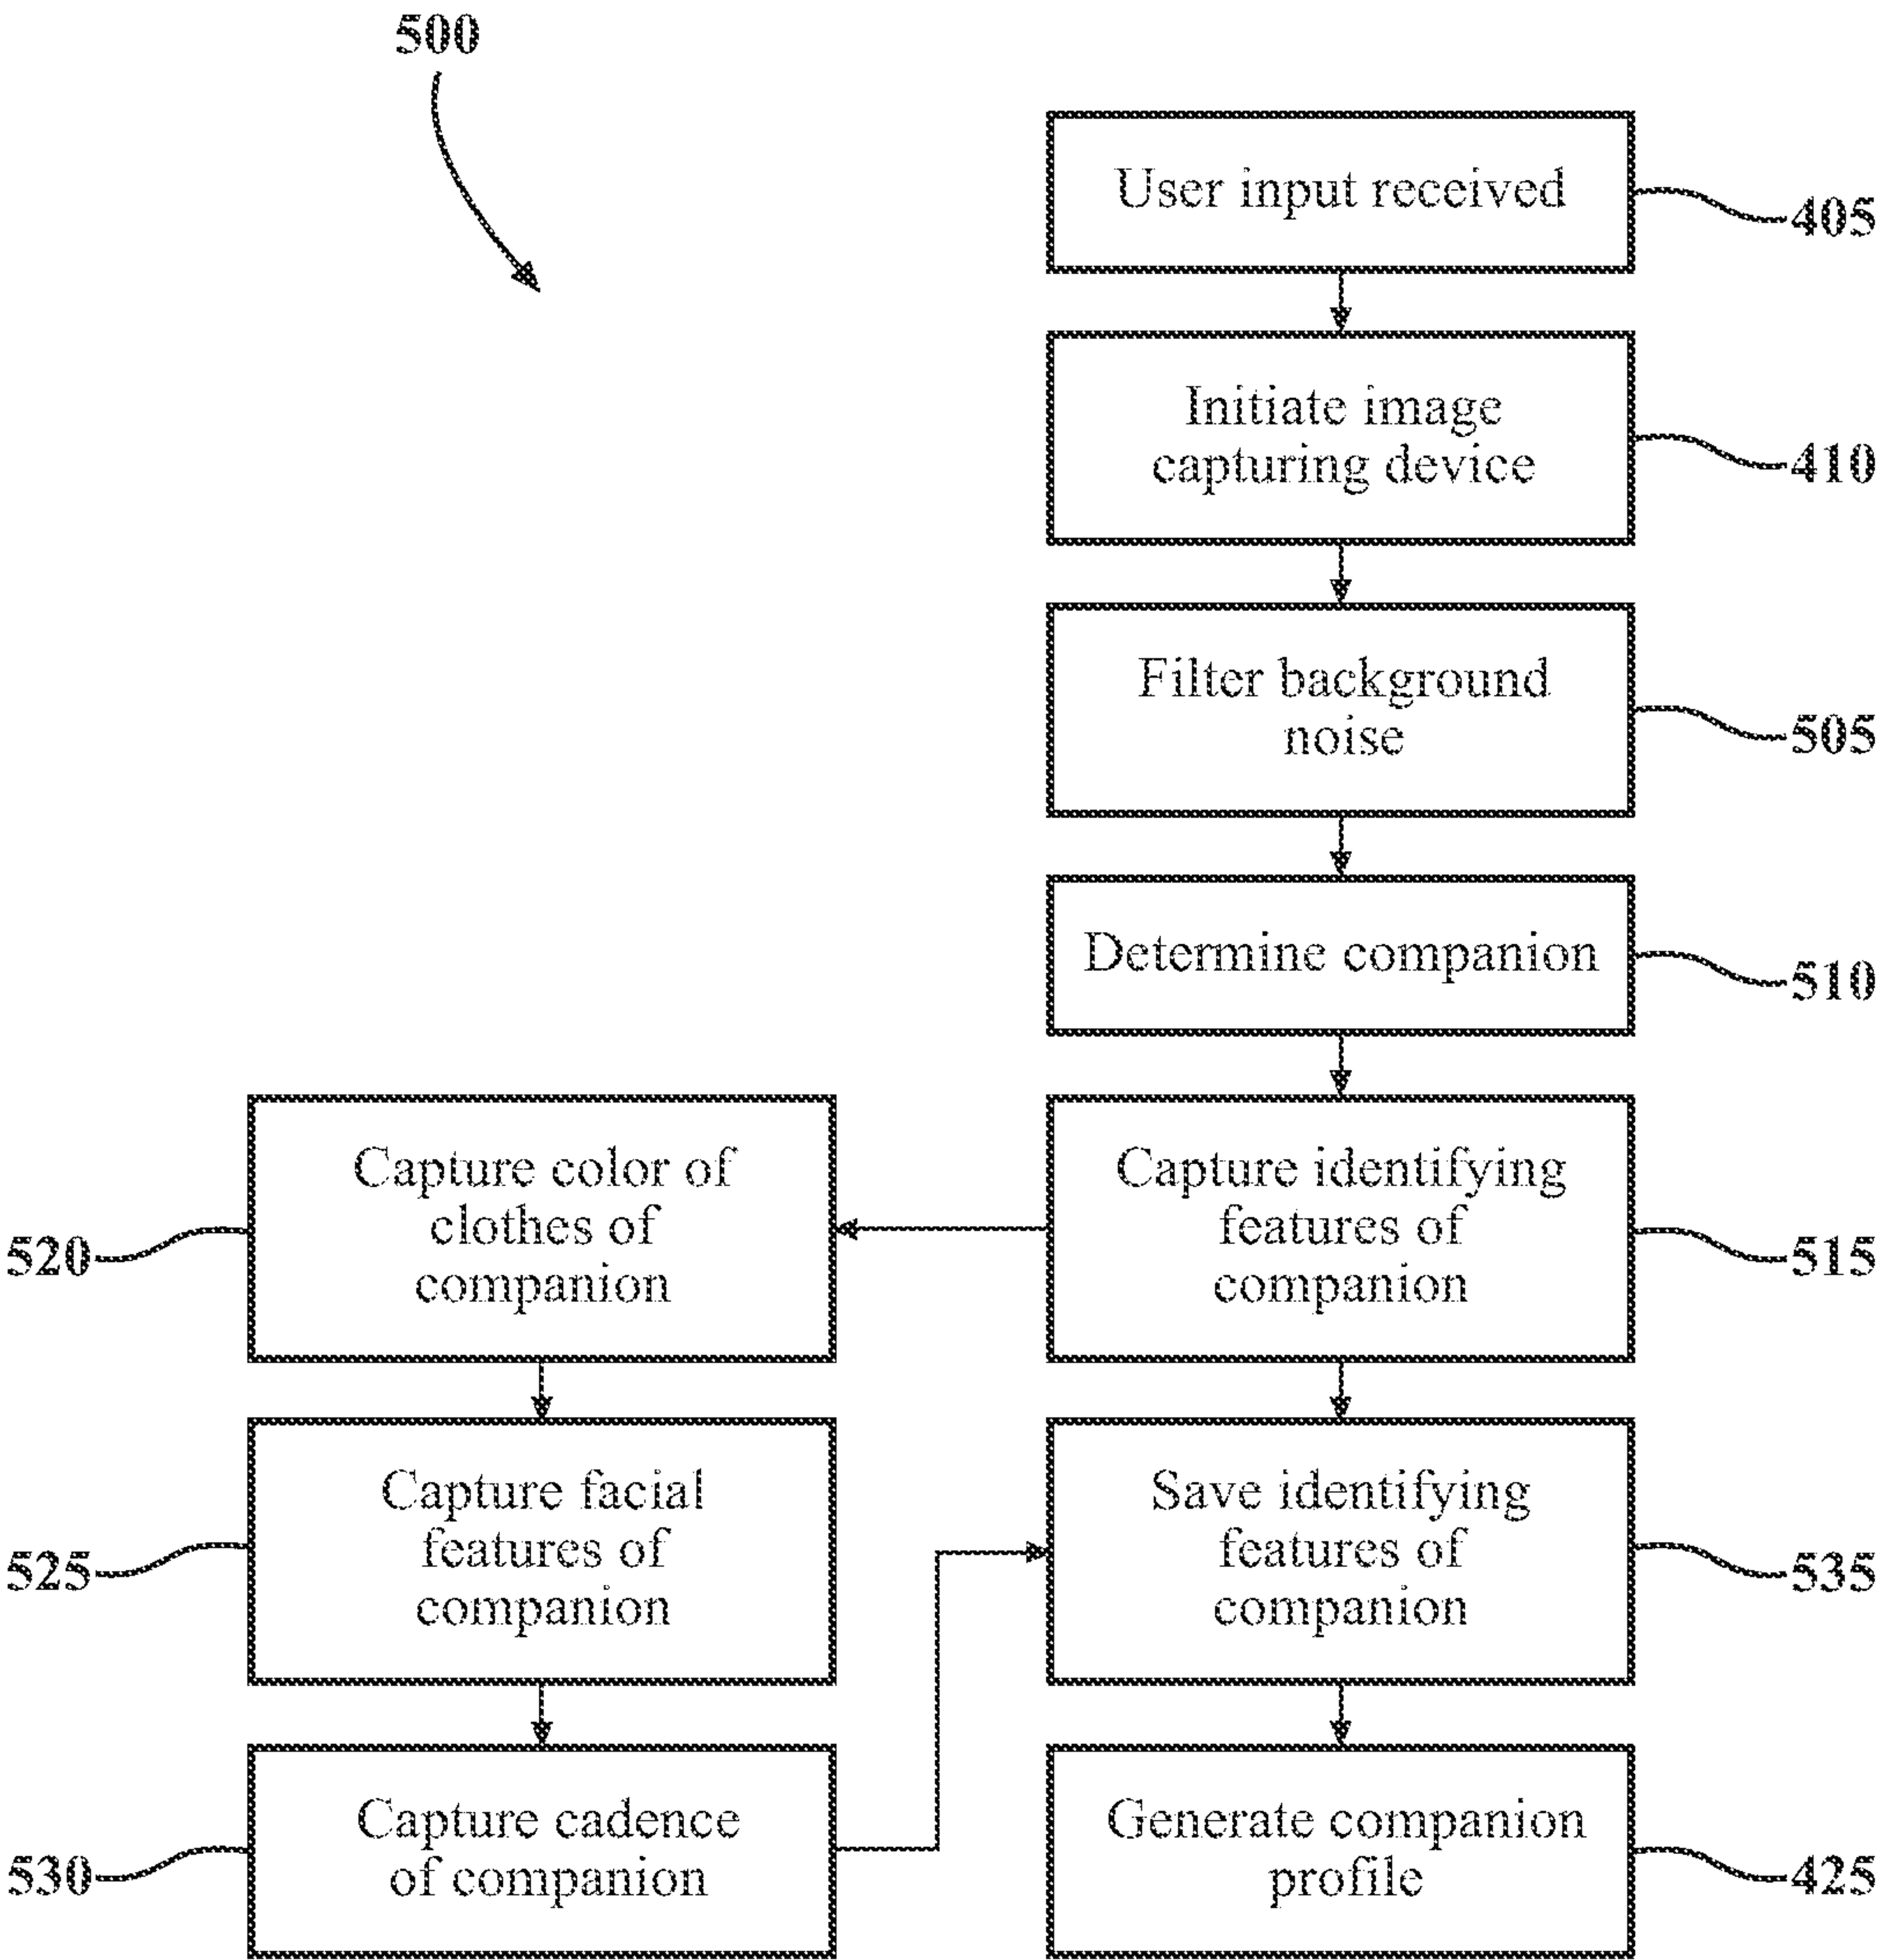 500
User input received
405
Initiate image
capturing device
410
Filter background
noise
505
Determine companion
510
Capture identifying
features of
companion
515
Capture color of
clothes of
companion
520
Capture facial
features of
companion
525
Capture cadence
of companion
530
Save identifying
features of
companion
535
Generate companion
profile
425